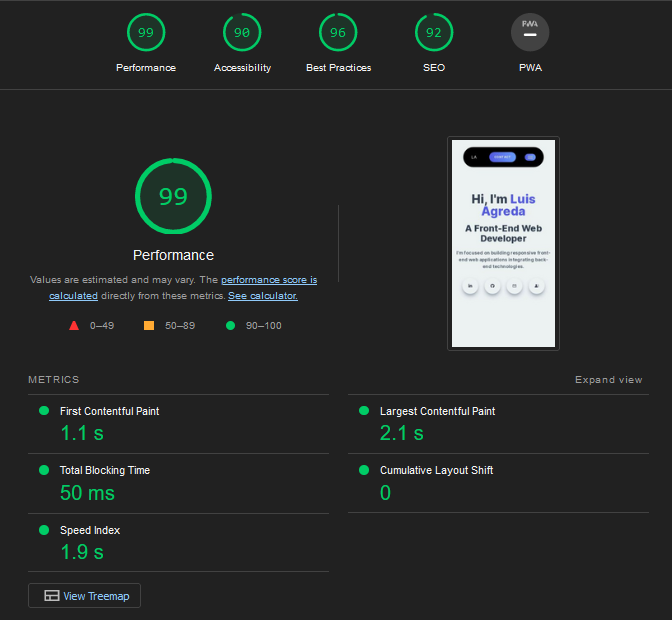 99
90
96
92
PWA
Performance
Accessibility
Best Practices
SEO
PWA
99
Performance
Values are estimated and may vary. The performance score is
calculated directly from these metrics. See calculator.
0–49
50–89
90–100
LA
CONTACT
Hi, I'm Luis
Agreda
A Front-End Web
Developer
I'm focused on building responsive front-
end web applications integrating back-
end technologies.
METRICS
Expand view
First Contentful Paint
1.1 s
Largest Contentful Paint
2.1 s
Total Blocking Time
50 ms
Cumulative Layout Shift
0
Speed Index
1.9 s
View Treemap